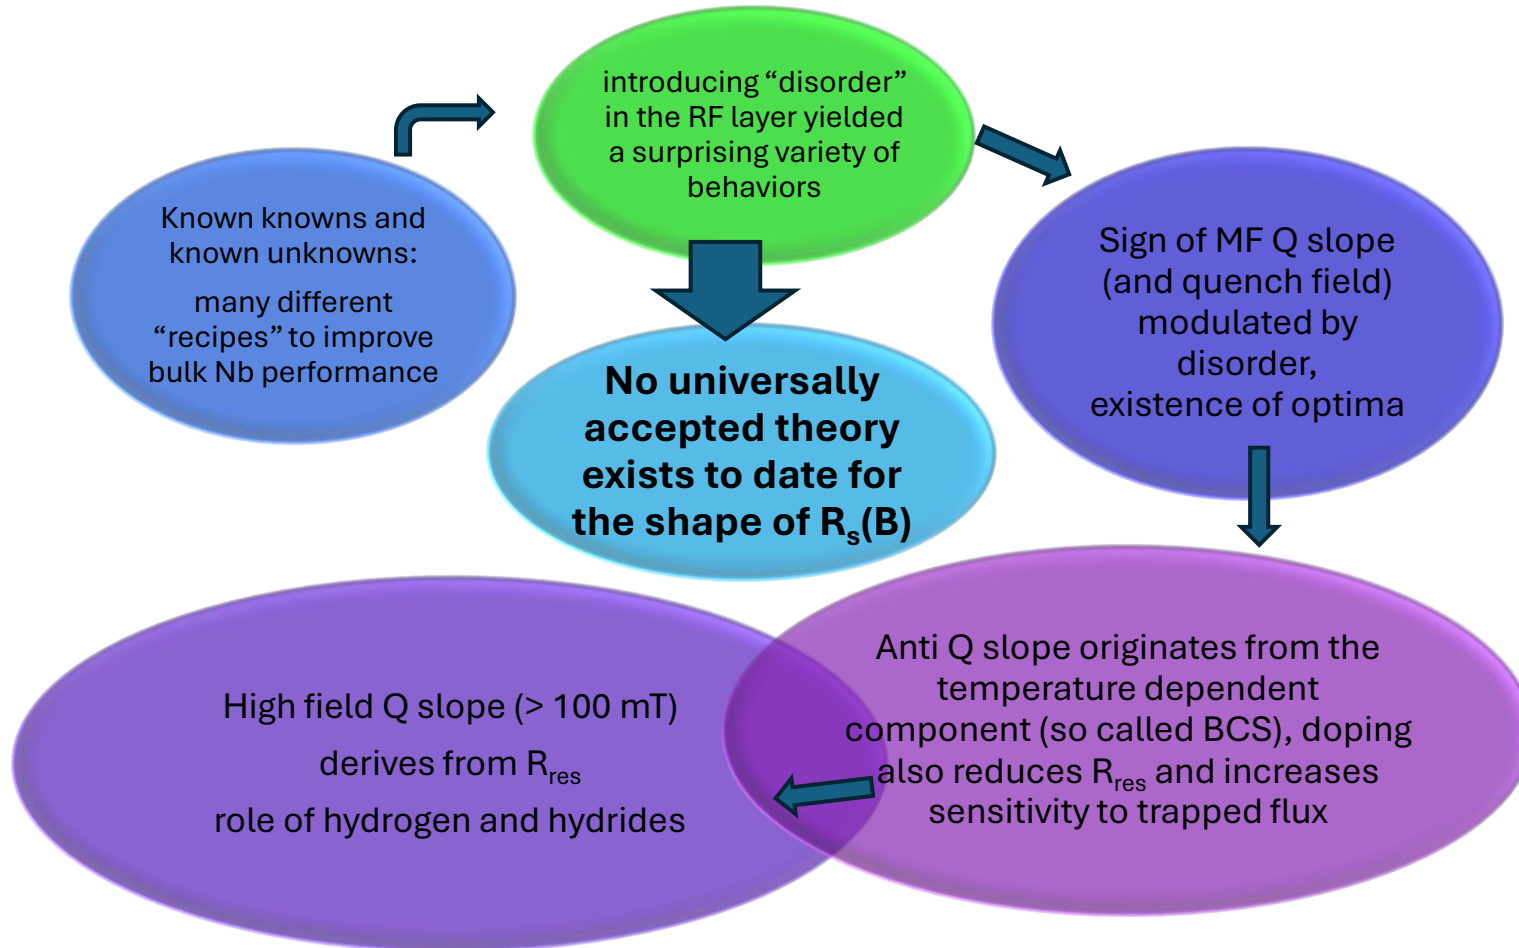 Known knowns and
known unknowns:
many different
“recipes” to improve
bulk Nb performance
introducing “disorder”
in the RF layer yielded
a surprising variety of
behaviors
Sign of MF Q slope
(and quench field)
modulated by
disorder,
existence of optima
No universally
accepted theory
exists to date for
the shape of Rs(B)
Anti Q slope originates from the
temperature dependent
component (so called BCS), doping
also reduces Rres and increases
sensitivity to trapped flux
High field Q slope (> 100 mT)
derives from Rres
role of hydrogen and hydrides